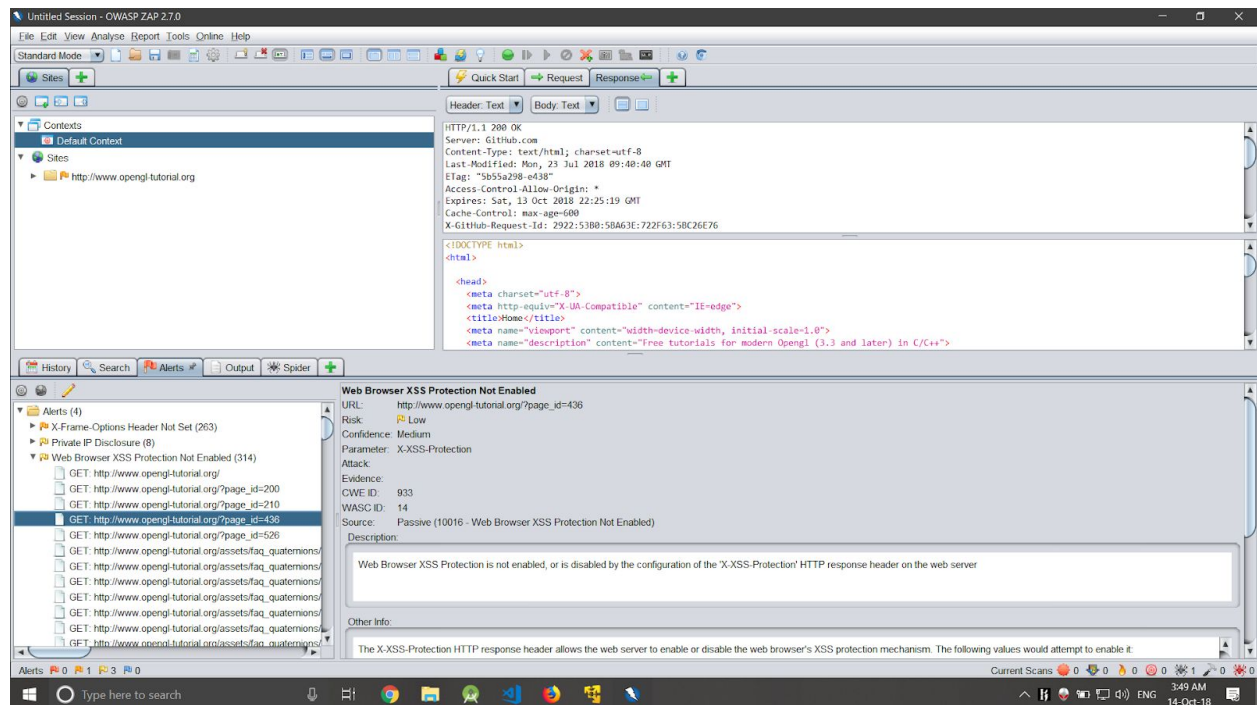 Untitled Session - OWASP ZAP 2.7.0
File Edit View Analyse Report Tools Online Help
Standard Mode
Sites
Quick Start
Request
Response
Header: Text
Body: Text
Contexts
Default Context
Sites
http://www.opengl-tutorial.org
HTTP/1.1 200 OK
Server: GitHub.com
Content-Type: text/html; charset=utf-8
Last-Modified: Mon, 23 Jul 2018 09:40:40 GMT
ETag: "5b55a298-e438"
Access-Control-Allow-Origin: *
Expires: Sat, 13 Oct 2018 22:25:19 GMT
Cache-Control: max-age=600
X-GitHub-Request-Id: 2922:53B0:5BA63E:722F63:5BC26E76
<!DOCTYPE html>
<html>
<head>
<meta charset="utf-8">
<meta http-equiv="X-UA-Compatible" content="IE=edge">
<title>Home</title>
<meta name="viewport" content="width=device-width, initial-scale=1.0">
<meta name="description" content="Free tutorials for modern Opengl (3.3 and later) in C/C++">
History
Search
Alerts
Output
Spider
Alerts (4)
X-Frame-Options Header Not Set (263)
Private IP Disclosure (8)
Web Browser XSS Protection Not Enabled (314)
GET: http://www.opengl-tutorial.org/
GET: http://www.opengl-tutorial.org/?page_id=200
GET: http://www.opengl-tutorial.org/?page_id=210
GET: http://www.opengl-tutorial.org/?page_id=436
GET: http://www.opengl-tutorial.org/?page_id=526
GET: http://www.opengl-tutorial.org/assets/faq_quaternions/
GET: http://www.opengl-tutorial.org/assets/faq_quaternions/
GET: http://www.opengl-tutorial.org/assets/faq_quaternions/
GET: http://www.opengl-tutorial.org/assets/faq_quaternions/
GET: http://www.opengl-tutorial.org/assets/faq_quaternions/
GET: http://www.opengl-tutorial.org/assets/faq_quaternions/
GET: http://www.opengl-tutorial.org/assets/faq_quaternions/
Web Browser XSS Protection Not Enabled
URL: http://www.opengl-tutorial.org/?page_id=436
Risk: Low
Confidence: Medium
Parameter: X-XSS-Protection
Attack:
Evidence:
CWE ID: 933
WASC ID: 14
Source: Passive (10016 - Web Browser XSS Protection Not Enabled)
Description:
Web Browser XSS Protection is not enabled, or is disabled by the configuration of the 'X-XSS-Protection' HTTP response header on the web server
Other Info:
The X-XSS-Protection HTTP response header allows the web server to enable or disable the web browser's XSS protection mechanism. The following values would attempt to enable it:
Alerts 0 1 3 0
Current Scans 0 0 0 0 1 0 0
Type here to search
ENG
3:49 AM
14-Oct-18